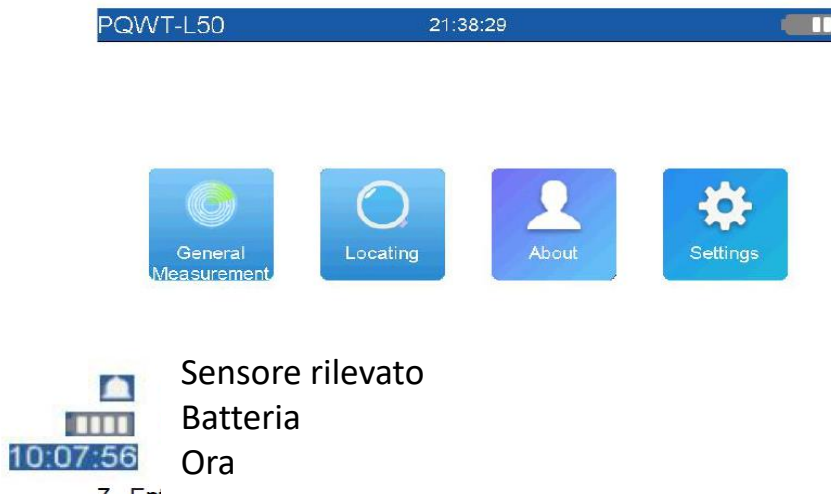 PQWT-L50 21:38:29
General Measurement
Locating
About
Settings
Sensore rilevato
Batteria
10:07:56 Ora